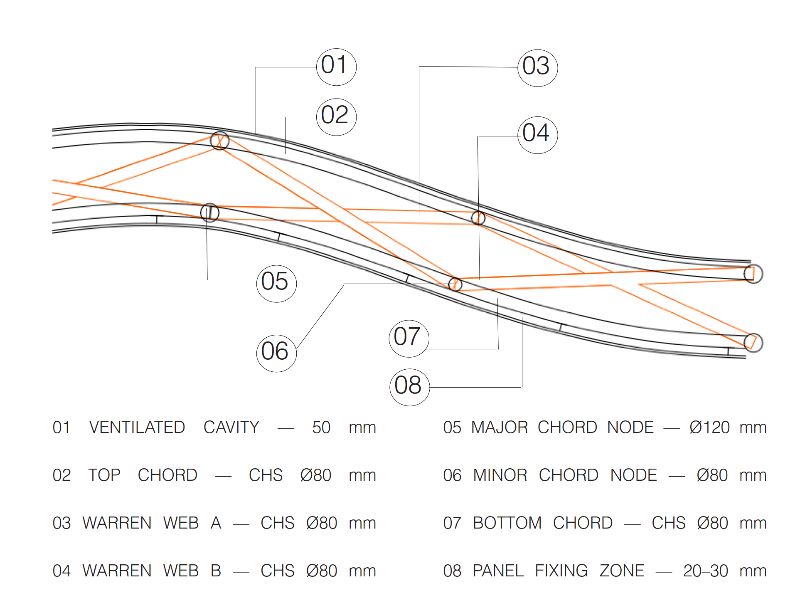 01
03
02
04
05
06
07
08
01 VENTILATED CAVITY — 50 mm
02 TOP CHORD — CHS Ø80 mm
03 WARREN WEB A — CHS Ø80 mm
04 WARREN WEB B — CHS Ø80 mm
05 MAJOR CHORD NODE — Ø120 mm
06 MINOR CHORD NODE — Ø80 mm
07 BOTTOM CHORD — CHS Ø80 mm
08 PANEL FIXING ZONE — 20–30 mm